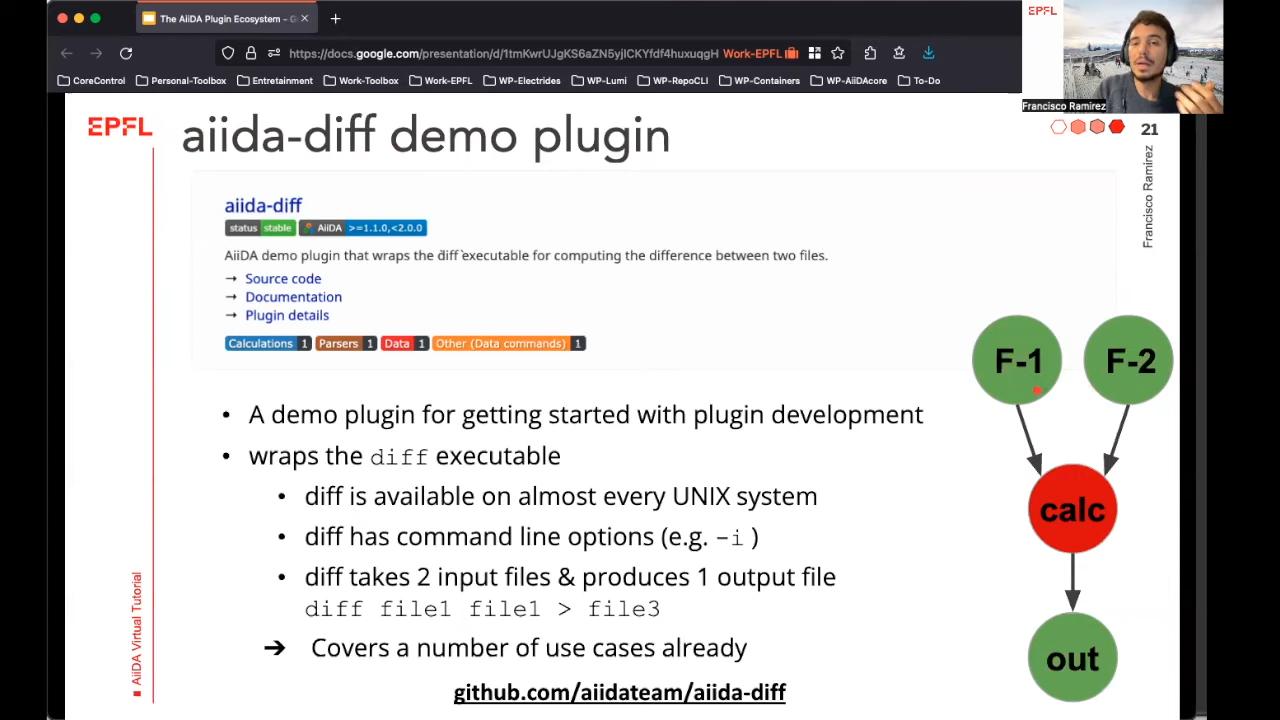 The AiiDA Plugin Ecosystem - G
https://docs.google.com/presentation/d/1tmKwrUJgKS6aZN5yjlCKYfdf4huxuqgH
Work-EPFL
CoreControl
Personal-Toolbox
Entretainment
Work-Toolbox
Work-EPFL
WP-Electrides
WP-Lumi
WP-RepoCLI
WP-Containers
WP-AiiDAcore
To-Do
EPFL
Francisco Ramirez
EPFL
aiida-diff demo plugin
21
Francisco Ramirez
aiida-diff
status stable AiiDA >=1.1.0,<2.0.0
AiiDA demo plugin that wraps the `diff` executable for computing the difference between two files.
→ Source code
→ Documentation
→ Plugin details
Calculations 1 Parsers 1 Data 1 Other (Data commands) 1
• A demo plugin for getting started with plugin development
• wraps the diff executable
• diff is available on almost every UNIX system
• diff has command line options (e.g. -i )
• diff takes 2 input files & produces 1 output file
diff file1 file1 > file3
➔ Covers a number of use cases already
github.com/aiidateam/aiida-diff
F-1
F-2
calc
out
AiiDA Virtual Tutorial